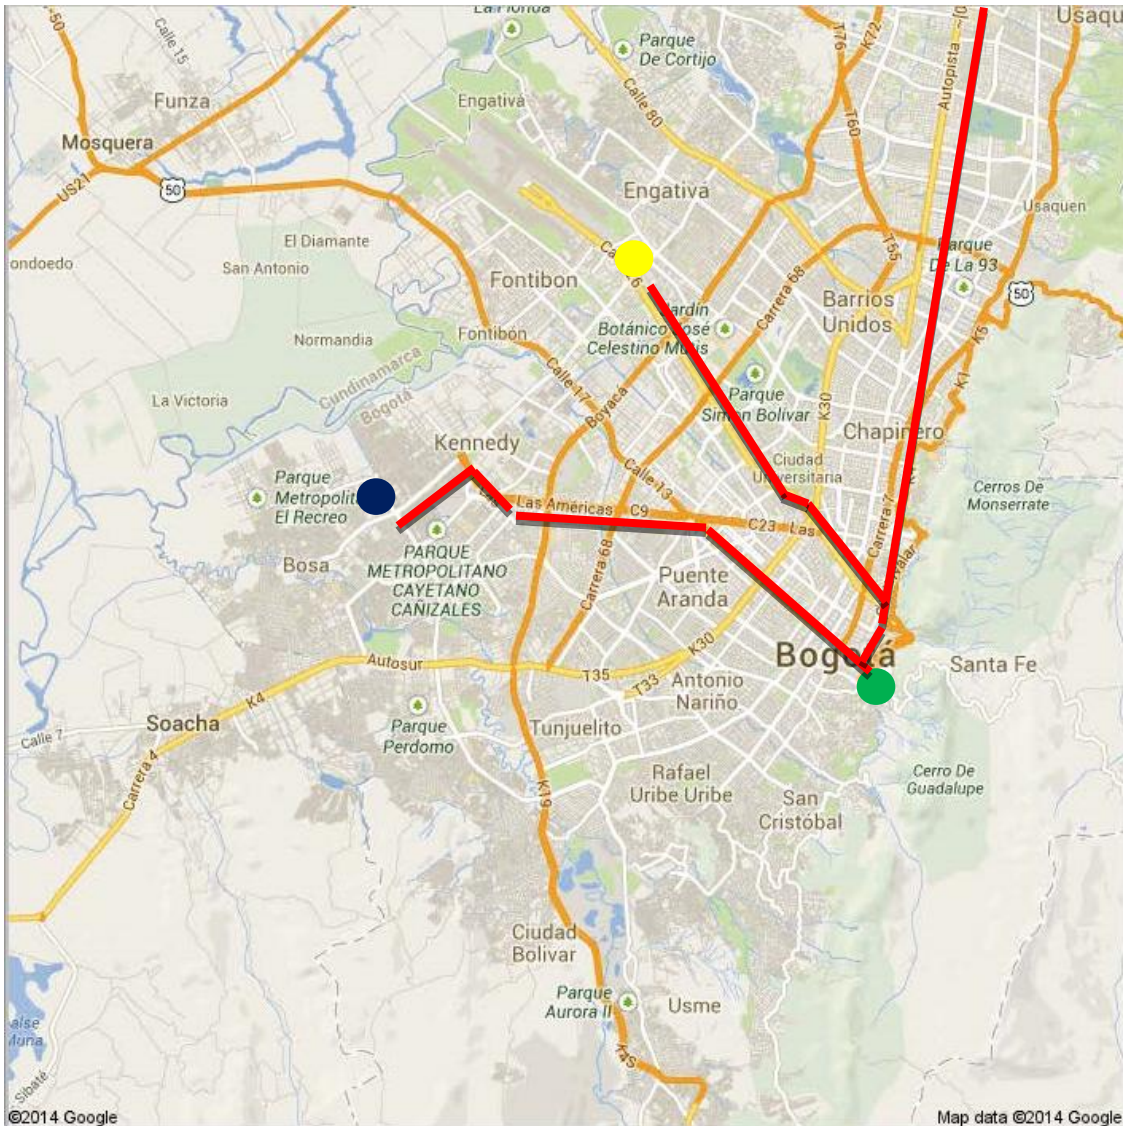 La Florida
Usaqu
-50
Calle 15
Parque
De Cortijo
T76
K72
Autopista
Funza
Engativá
Calle 80
Mosquera
T60
US21
50
Engativa
Usaquen
El Diamante
ondoedo
San Antonio
Fontibon
T55
Parque
De La 93
50
Carrera 68
Barrios
Unidos
Jardín
Botánico José
Celestino Mutis
Normandia
Fontibón
K5
Cundinamarca
Bogotá
Calle 17
K1
La Victoria
Boyaca
Parque
Simon Bolivar
K30
Kennedy
Chapinero
Calle 13
Ciudad
Universitaria
Parque
Metropolit
El Recreo
Cerros De
Monserrate
Las Américas
C9
C23
Las
Carrera 7
Bosa
PARQUE
METROPOLITANO
CAYETANO
CAÑIZALES
Carrera 68
Puente
Aranda
K30
Bogotá
Santa Fe
Autosur
T35
T33
Antonio
Nariño
K4
Soacha
Calle 7
Parque
Perdomo
Tunjuelito
Carrera 4
K19
Rafael
Uribe Uribe
San
Cristóbal
Cerro De
Guadalupe
Ciudad
Bolivar
Parque
Aurora II
Usme
alse
Muna
Sibaté
©2014 Google
Map data ©2014 Google